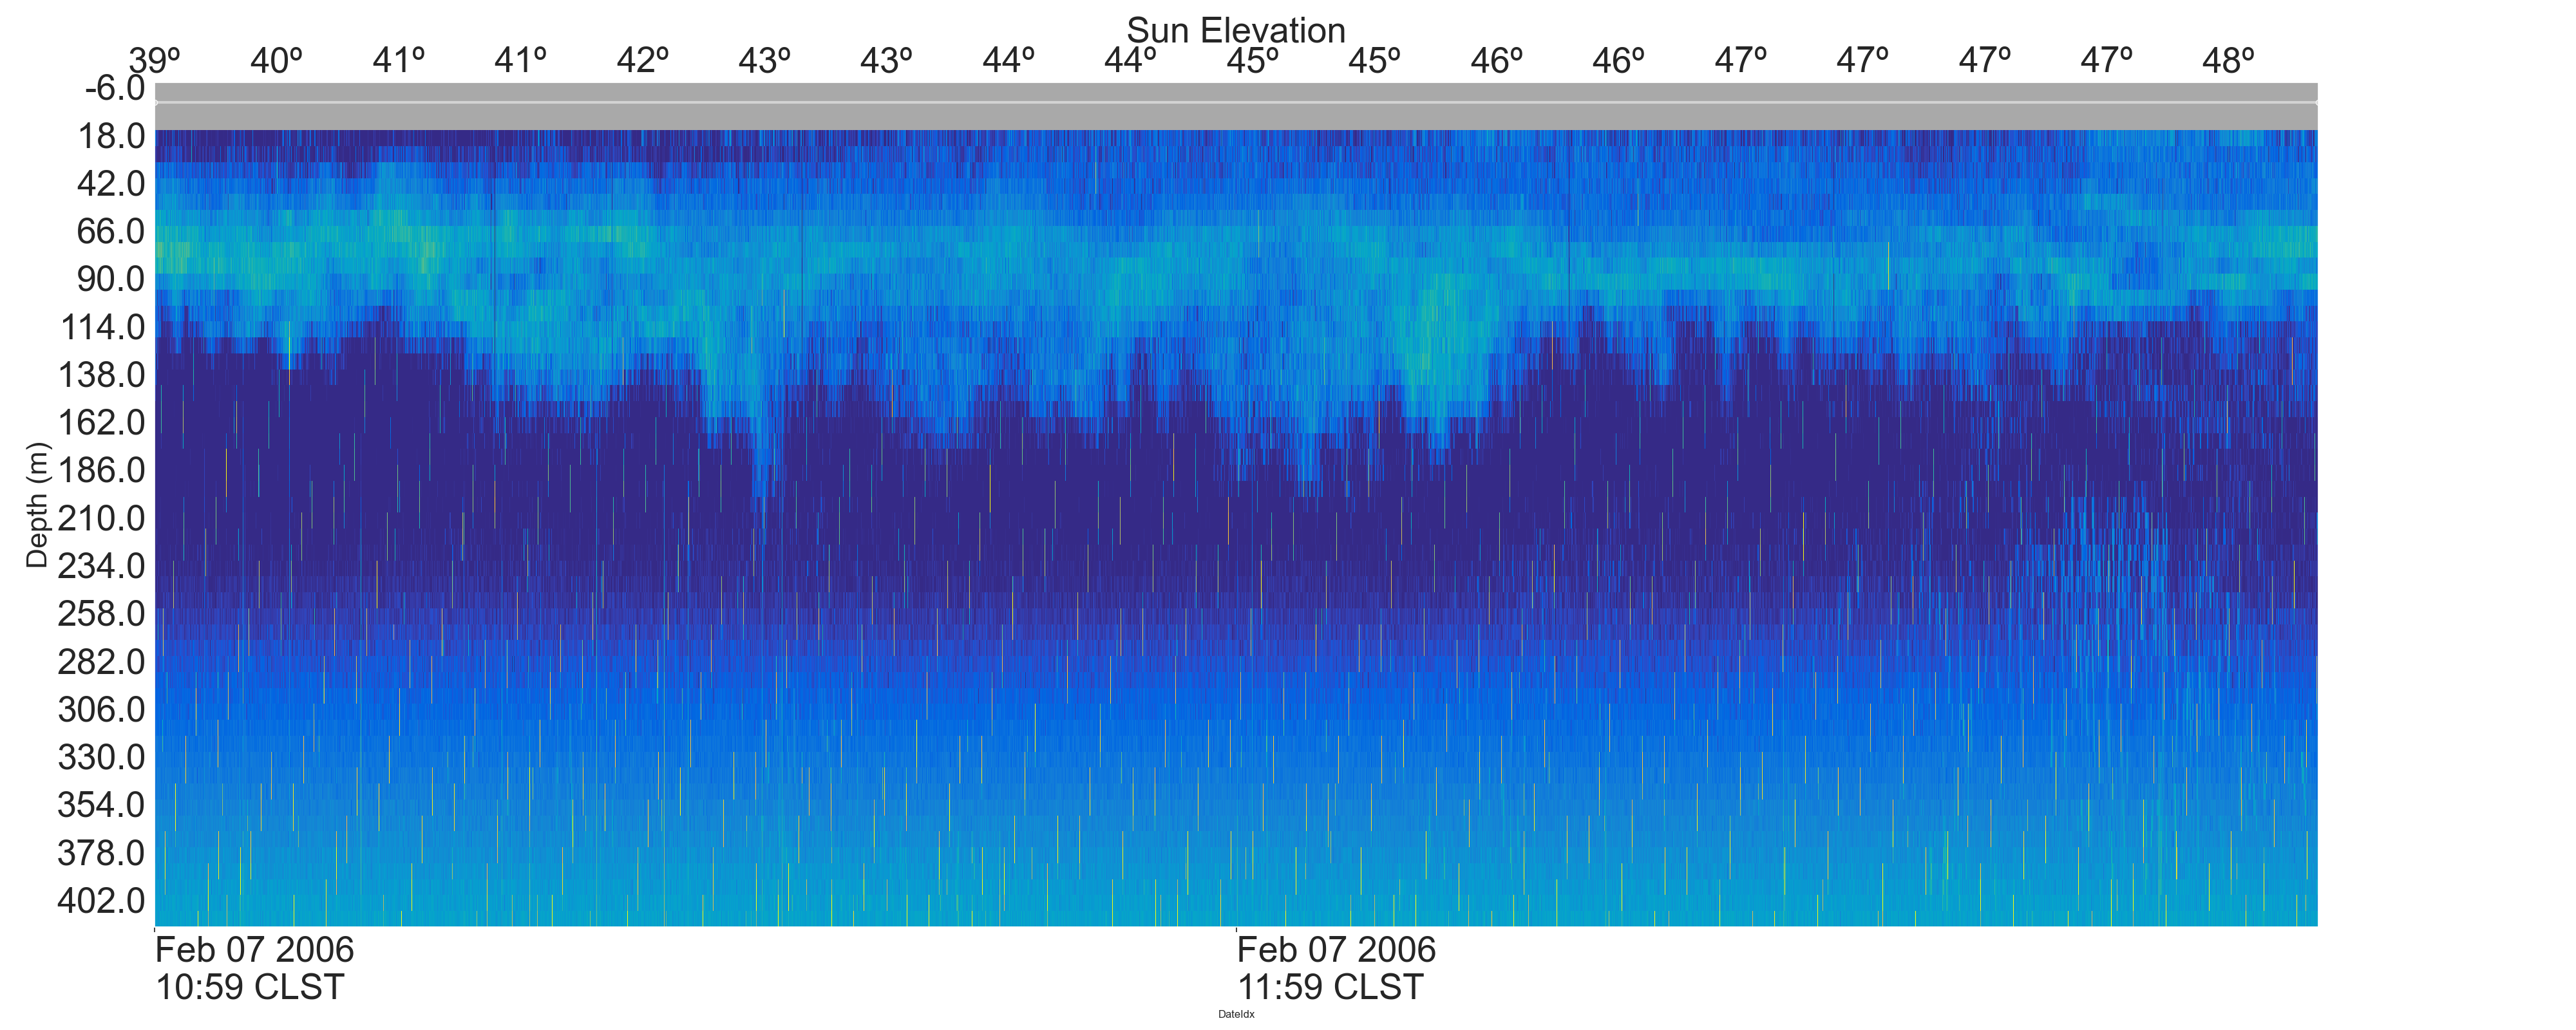 Sun Elevation
39º 40º 41º 41º 42º 43º 43º 44º 44º 45º 45º 46º 46º 47º 47º 47º 47º 48º
-6.0
18.0
42.0
66.0
90.0
114.0
138.0
162.0
186.0
210.0
234.0
258.0
282.0
306.0
330.0
354.0
378.0
402.0
Depth (m)
Feb 07 2006
10:59 CLST
Feb 07 2006
11:59 CLST
DateIdx